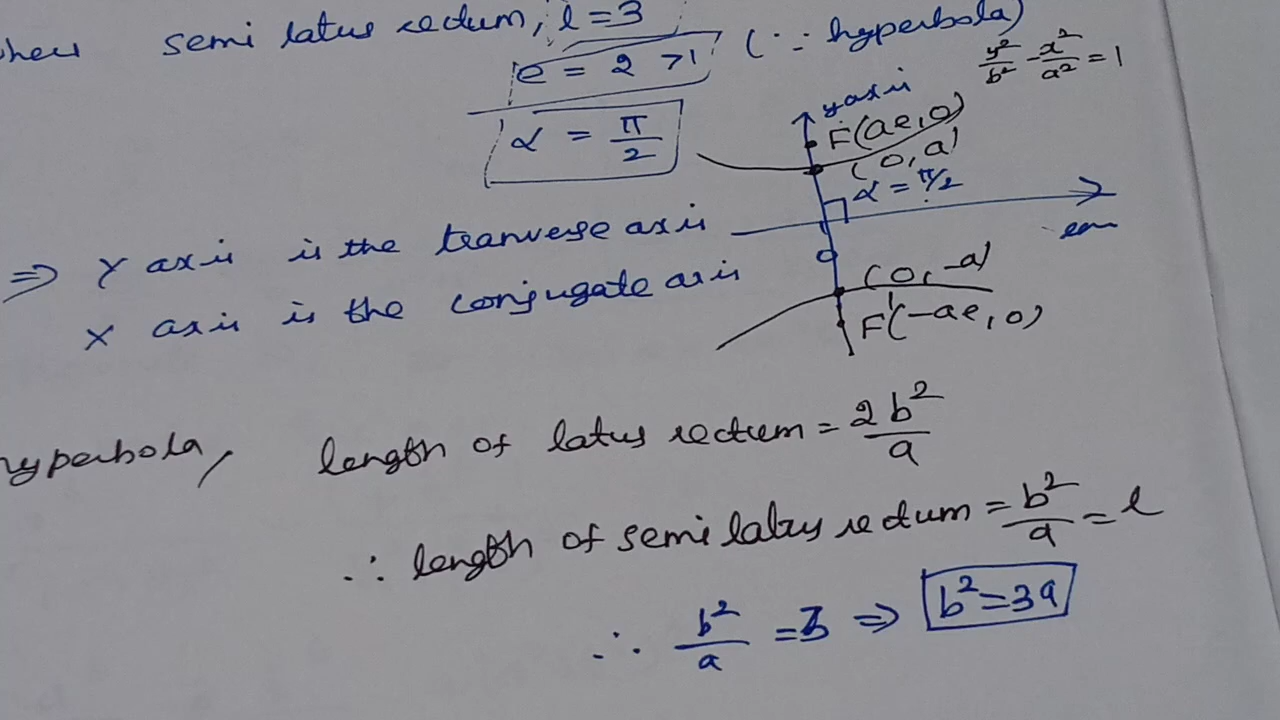 semi latus rectum, l = 3
e = 2 >1 (∵ hyperbola)
y²/b² - x²/a² = 1
α = π/2
y axis
F(ae, 0)
(0, a)
α = π/2
⇒ Y axis is the tranverse axis
X axis is the conjugate axis
(0, -a)
F'(-ae, 0)
hyperbola, length of latus rectum = 2b²/a
∴ length of semi latus rectum = b²/a = l
∴ b²/a = 3 ⇒ b² = 3a